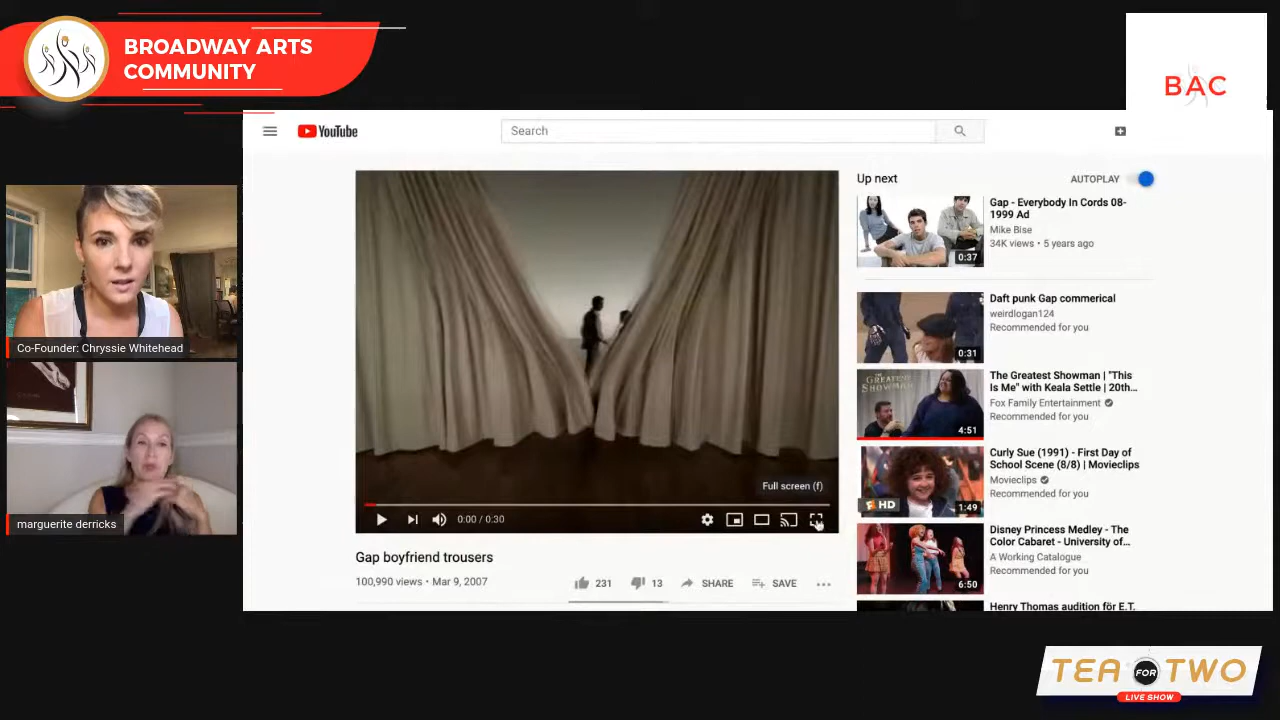 BROADWAY ARTS
COMMUNITY
BAC
YouTube
Search
Up next
AUTOPLAY
Gap - Everybody In Cords 08-
1999 Ad
Mike Bise
34K views • 5 years ago
0:37
Daft punk Gap commerical
weirdlogan124
Recommended for you
0:31
THE GREATEST
SHOWMAN
The Greatest Showman | "This
Is Me" with Keala Settle | 20th...
Fox Family Entertainment
Recommended for you
4:51
Curly Sue (1991) - First Day of
School Scene (8/8) | Movieclips
Movieclips
Recommended for you
HD
1:49
Disney Princess Medley - The
Color Cabaret - University of...
A Working Catalogue
Recommended for you
6:50
Henry Thomas audition för E.T.
Full screen (f)
0:00 / 0:30
Gap boyfriend trousers
100,990 views • Mar 9, 2007
231
13
SHARE
SAVE
Co-Founder: Chryssie Whitehead
marguerite derricks
TEA FOR TWO
LIVE SHOW